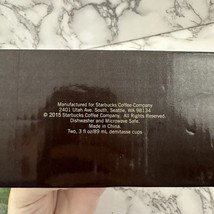 Manufactured for Starbucks Coffee Company
2401 Utah Ave. South, Seattle, WA 98134
© 2015 Starbucks Coffee Company. All Rights Reserved.
Dishwasher and Microwave Safe.
Made in China.
Two, 3 fl oz/89 mL demitasse cups